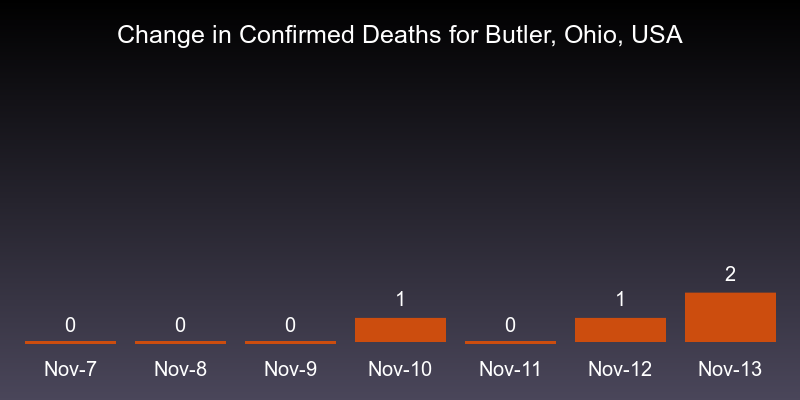 Change in Confirmed Deaths for Butler, Ohio, USA
0 0 0 1 0 1 2
Nov-7 Nov-8 Nov-9 Nov-10 Nov-11 Nov-12 Nov-13